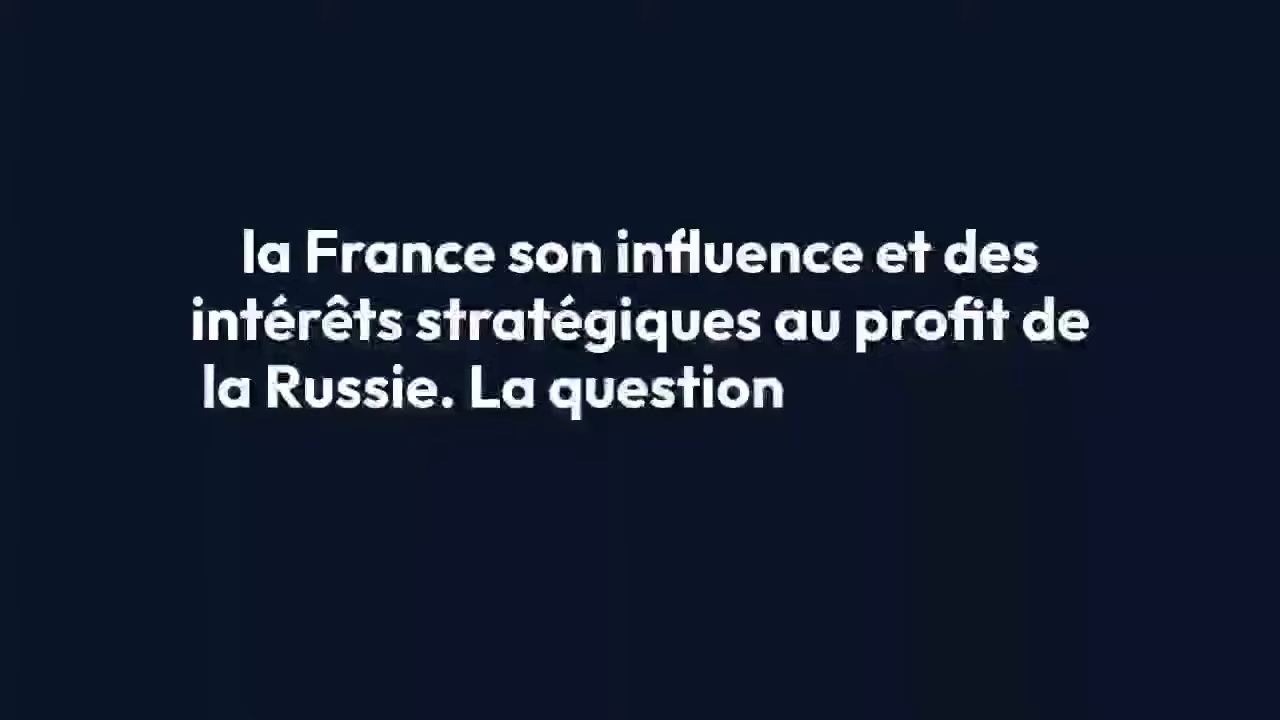 la France son influence et des
intérêts stratégiques au profit de
la Russie. La question